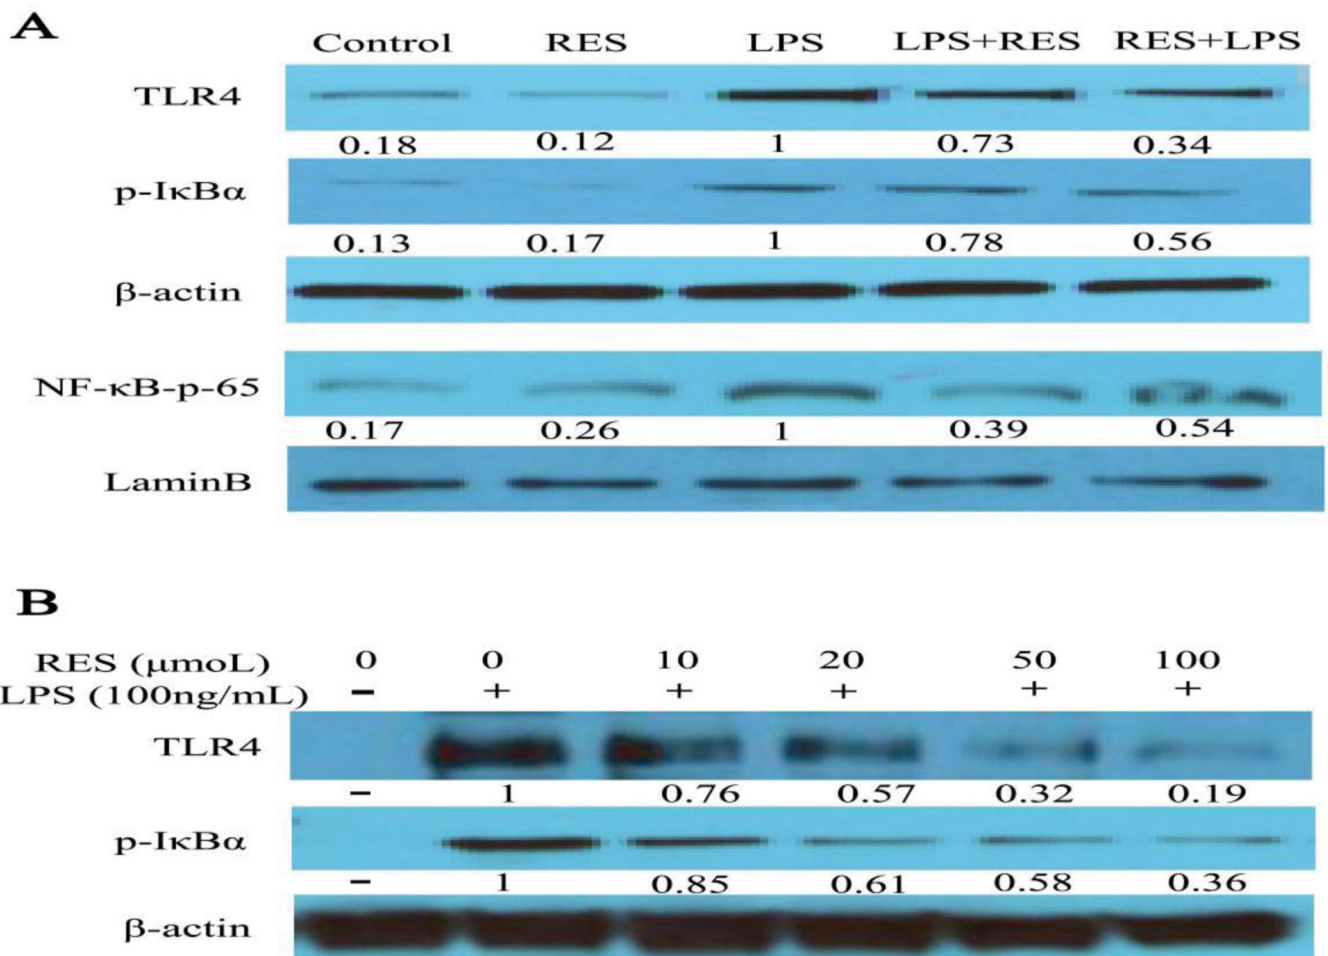 A
Control RES LPS LPS+RES RES+LPS
TLR4
0.18 0.12 1 0.73 0.34
p-IκBα
0.13 0.17 1 0.78 0.56
β-actin
NF-κB-p-65
0.17 0.26 1 0.39 0.54
LaminB
B
RES (μmoL) 0 0 10 20 50 100
LPS (100ng/mL) − + + + + +
TLR4
− 1 0.76 0.57 0.32 0.19
p-IκBα
− 1 0.85 0.61 0.58 0.36
β-actin